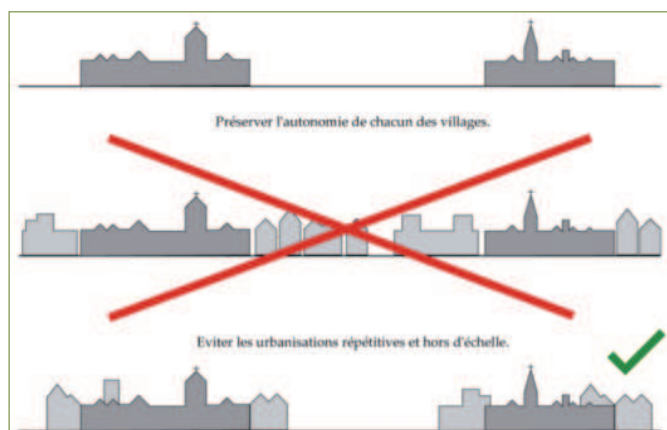 Préserver l'autonomie de chacun des villages.
Eviter les urbanisations répétitives et hors d'échelle.